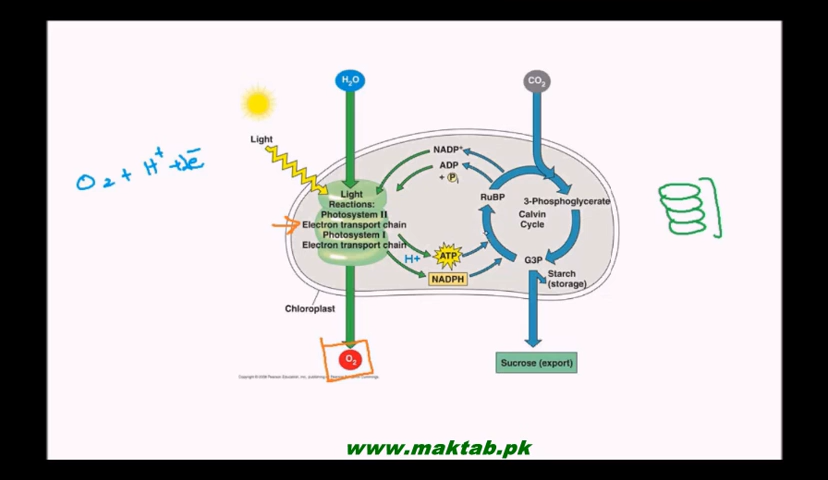 H₂O
CO₂
Light
O₂ + H⁺ + e⁻
NADP⁺
ADP
+ P
Light
Reactions:
Photosystem II
Electron transport chain
Photosystem I
Electron transport chain
RuBP
3-Phosphoglycerate
Calvin
Cycle
H+
ATP
NADPH
G3P
Starch
(storage)
Chloroplast
O₂
Sucrose (export)
www.maktab.pk